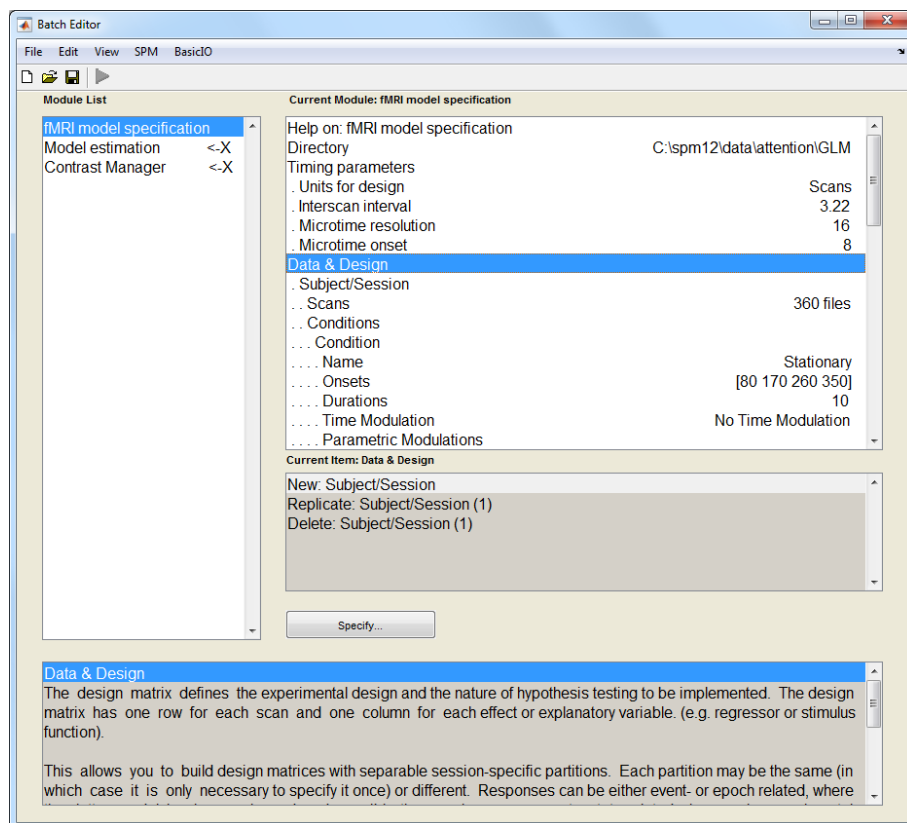 Batch Editor
File Edit View SPM BasicIO
Module List
Current Module: fMRI model specification
fMRI model specification
Model estimation <-X
Contrast Manager <-X
Help on: fMRI model specification
Directory C:\spm12\data\attention\GLM
Timing parameters
. Units for design Scans
. Interscan interval 3.22
. Microtime resolution 16
. Microtime onset 8
Data & Design
. Subject/Session
. . Scans 360 files
. . Conditions
. . . Condition
. . . . Name Stationary
. . . . Onsets [80 170 260 350]
. . . . Durations 10
. . . . Time Modulation No Time Modulation
. . . . Parametric Modulations
Current Item: Data & Design
New: Subject/Session
Replicate: Subject/Session (1)
Delete: Subject/Session (1)
Specify...
Data & Design
The design matrix defines the experimental design and the nature of hypothesis testing to be implemented. The design
matrix has one row for each scan and one column for each effect or explanatory variable. (e.g. regressor or stimulus
function).
This allows you to build design matrices with separable session-specific partitions. Each partition may be the same (in
which case it is only necessary to specify it once) or different. Responses can be either event- or epoch related, where